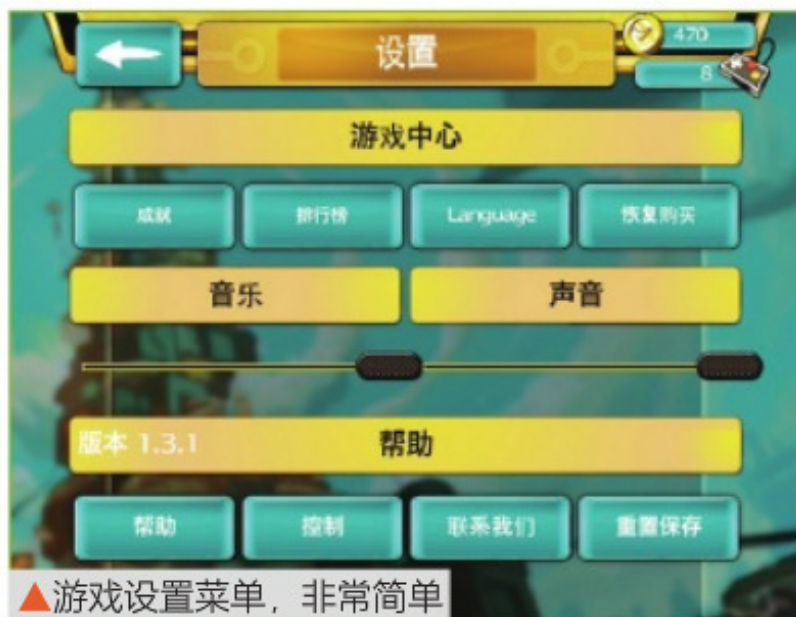 设置
470
8
游戏中心
成就 排行榜 Language 恢复购买
音乐 声音
版本 1.3.1 帮助
帮助 控制 联系我们 重置保存
▲游戏设置菜单，非常简单